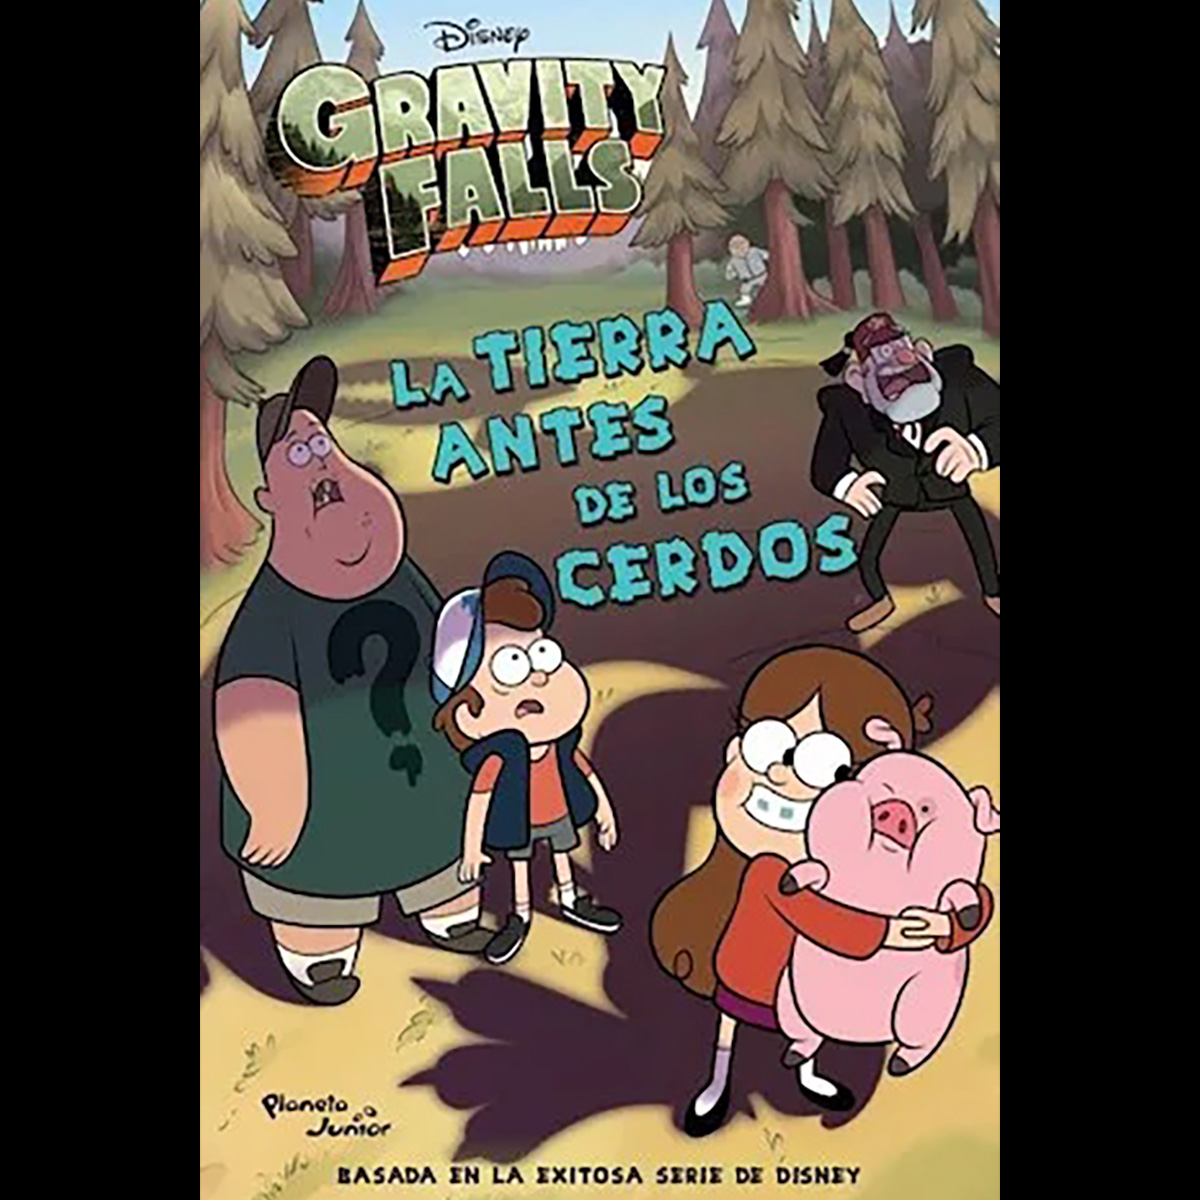 Disney
GRAVITY
FALLS
LA TIERRA
ANTES
DE LOS
CERDOS
Planeta
Junior
BASADA EN LA EXITOSA SERIE DE DISNEY